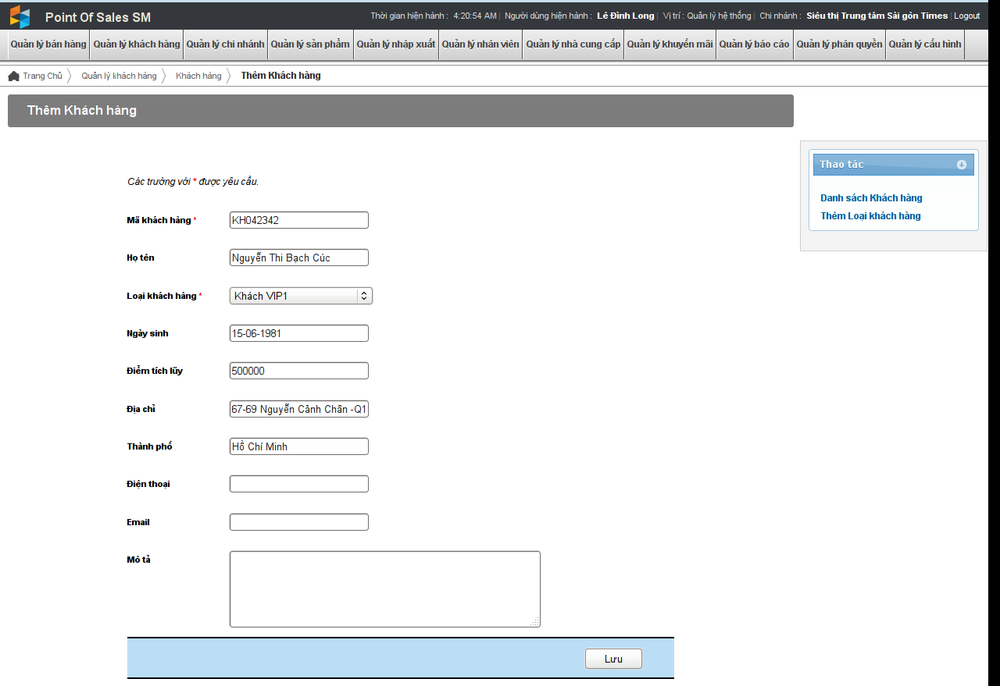 Point Of Sales SM
Thời gian hiện hành : 4:20:54 AM | Người dùng hiện hành : Lê Đình Long | Vị trí : Quản lý hệ thống | Chi nhánh : Siêu thị Trung tâm Sài gòn Times | Logout
Quản lý bán hàng Quản lý khách hàng Quản lý chi nhánh Quản lý sản phẩm Quản lý nhập xuất Quản lý nhân viên Quản lý nhà cung cấp Quản lý khuyến mãi Quản lý báo cáo Quản lý phân quyền Quản lý cấu hình
Trang Chủ Quản lý khách hàng Khách hàng Thêm Khách hàng
Thêm Khách hàng
Thao tác
Danh sách Khách hàng
Thêm Loại khách hàng
Các trường với * được yêu cầu.
Mã khách hàng * KH042342
Họ tên Nguyễn Thi Bạch Cúc
Loại khách hàng * Khách VIP1
Ngày sinh 15-06-1981
Điểm tích lũy 500000
Địa chỉ 67-69 Nguyễn Cảnh Chân -Q1
Thành phố Hồ Chí Minh
Điện thoại
Email
Mô tả
Lưu